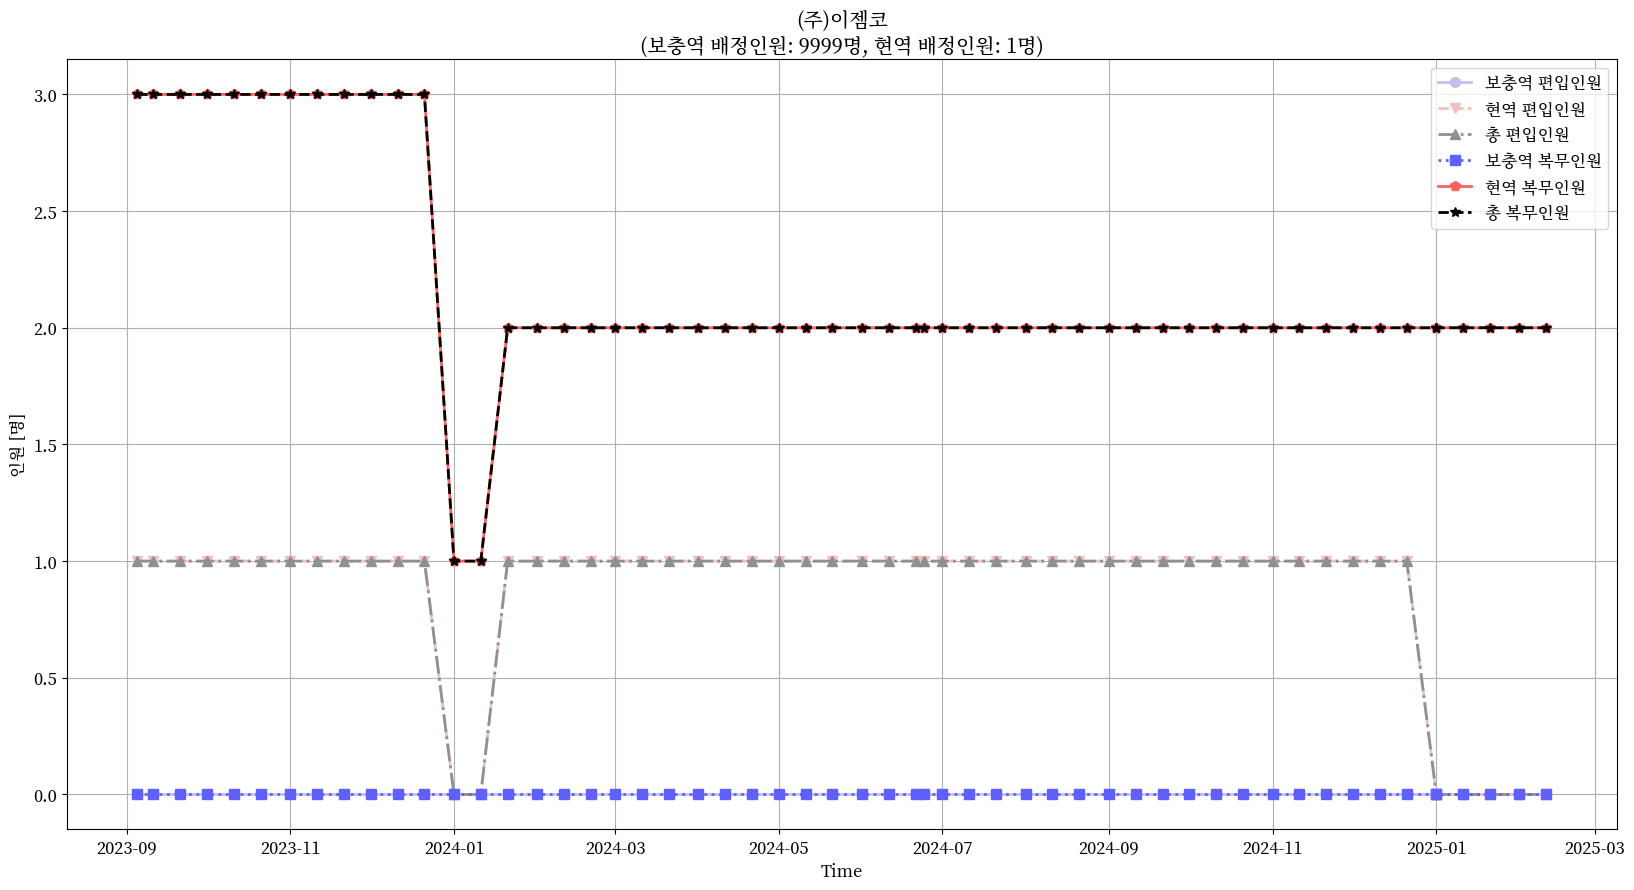 (주)이젬코
(보충역 배정인원: 9999명, 현역 배정인원: 1명)
보충역 편입인원
현역 편입인원
총 편입인원
보충역 복무인원
현역 복무인원
총 복무인원
3.0
2.5
2.0
1.5
1.0
0.5
0.0
인원 [명]
2023-09 2023-11 2024-01 2024-03 2024-05 2024-07 2024-09 2024-11 2025-01 2025-03
Time